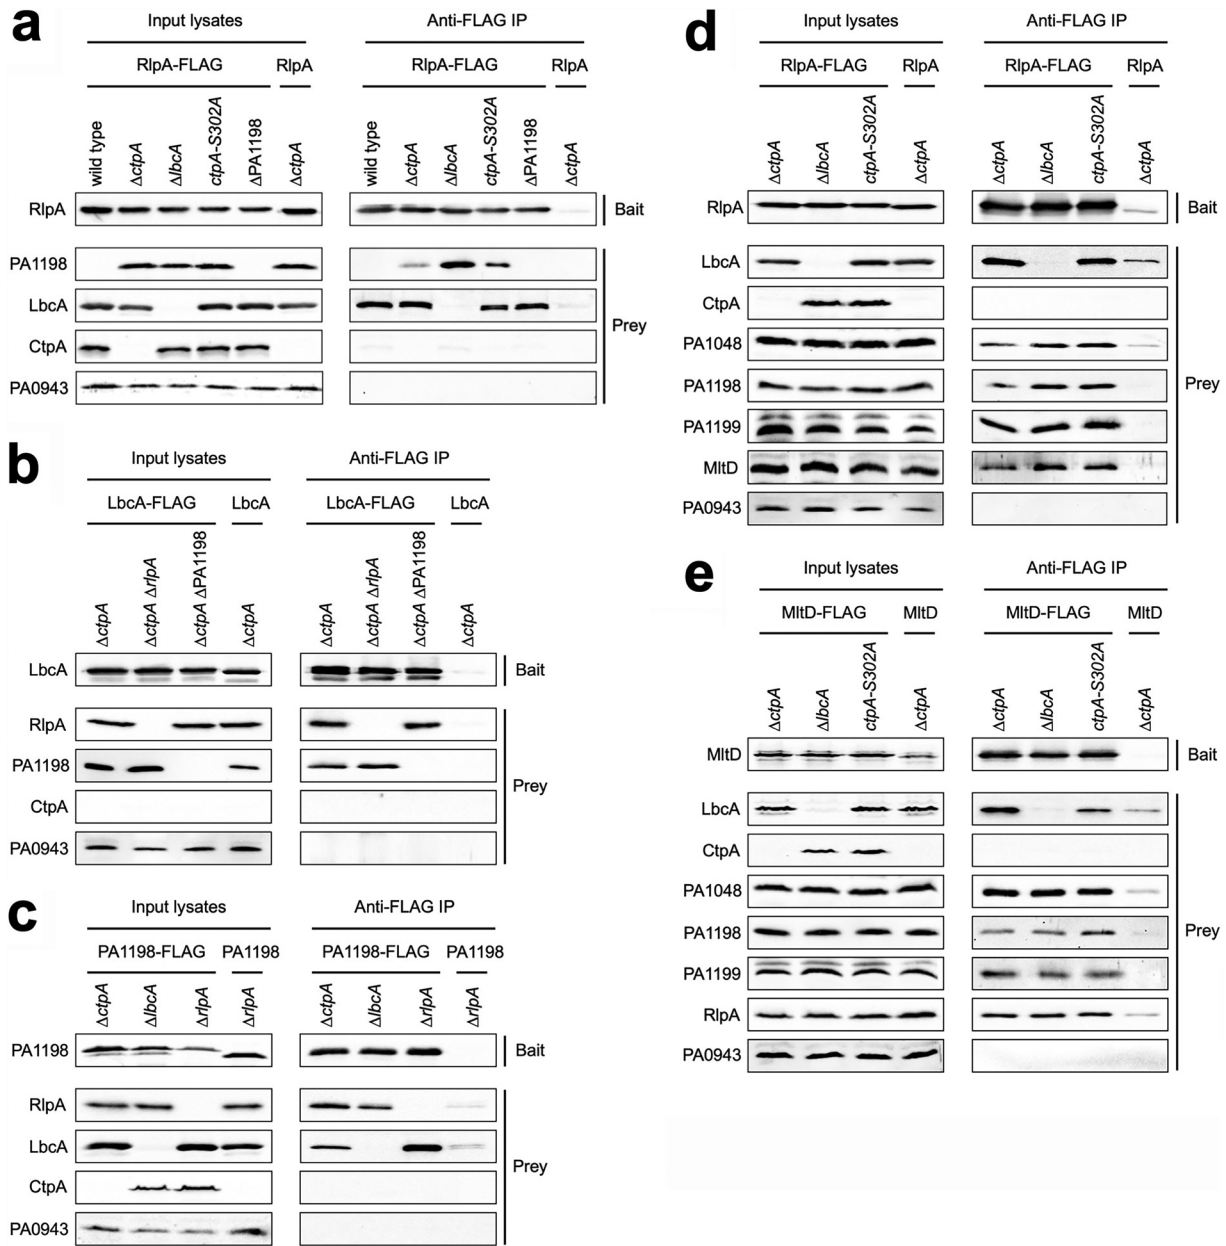 a
Input lysates
Anti-FLAG IP
RlpA-FLAG
RlpA
RlpA-FLAG
RlpA
wild type
ΔctpA
ΔlbcA
ctpA-S302A
ΔPA1198
ΔctpA
wild type
ΔctpA
ΔlbcA
ctpA-S302A
ΔPA1198
ΔctpA
RlpA
Bait
PA1198
LbcA
CtpA
PA0943
Prey
b
Input lysates
Anti-FLAG IP
LbcA-FLAG
LbcA
LbcA-FLAG
LbcA
ΔctpA
ΔctpA ΔrlpA
ΔctpA ΔPA1198
ΔctpA
ΔctpA
ΔctpA ΔrlpA
ΔctpA ΔPA1198
ΔctpA
LbcA
Bait
RlpA
PA1198
CtpA
PA0943
Prey
c
Input lysates
Anti-FLAG IP
PA1198-FLAG
PA1198
PA1198-FLAG
PA1198
ΔctpA
ΔlbcA
ΔrlpA
ΔrlpA
ΔctpA
ΔlbcA
ΔrlpA
ΔrlpA
PA1198
Bait
RlpA
LbcA
CtpA
PA0943
Prey
d
Input lysates
Anti-FLAG IP
RlpA-FLAG
RlpA
RlpA-FLAG
RlpA
ΔctpA
ΔlbcA
ctpA-S302A
ΔctpA
ΔctpA
ΔlbcA
ctpA-S302A
ΔctpA
RlpA
Bait
LbcA
CtpA
PA1048
PA1198
PA1199
MltD
PA0943
Prey
e
Input lysates
Anti-FLAG IP
MltD-FLAG
MltD
MltD-FLAG
MltD
ΔctpA
ΔlbcA
ctpA-S302A
ΔctpA
ΔctpA
ΔlbcA
ctpA-S302A
ΔctpA
MltD
Bait
LbcA
CtpA
PA1048
PA1198
PA1199
RlpA
PA0943
Prey